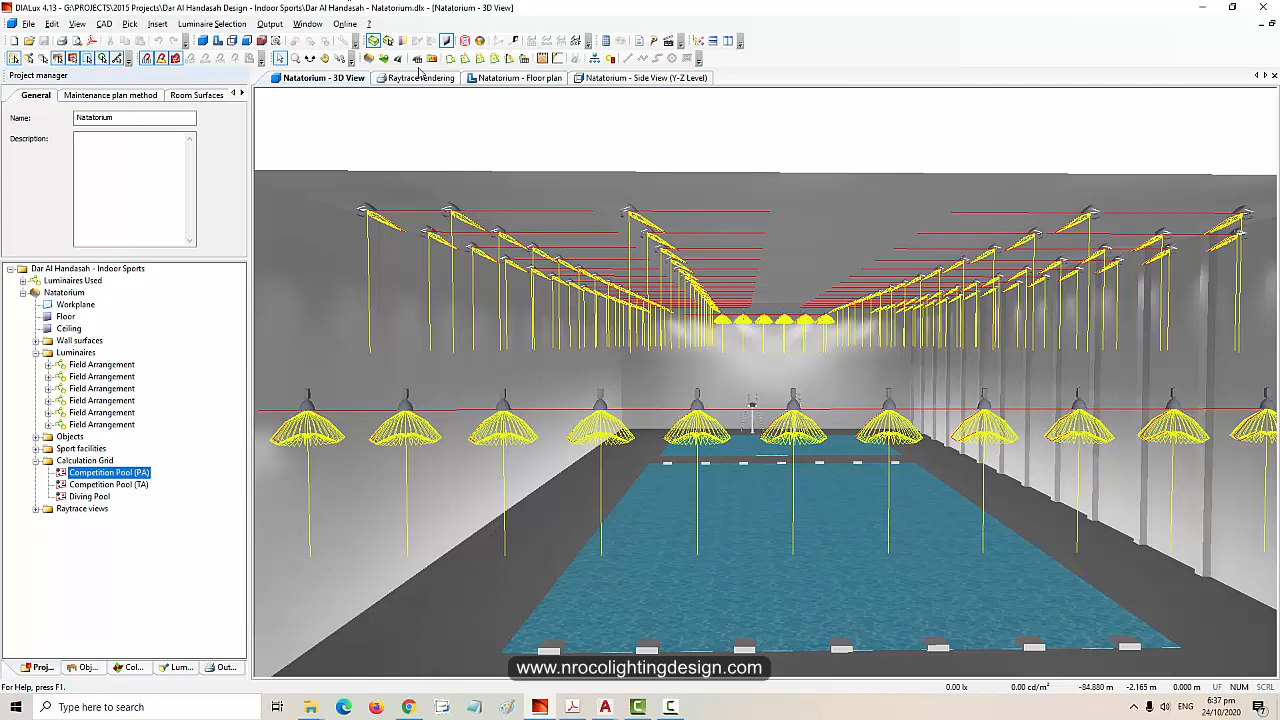 DIALux 4.13 - G:\PROJECTS\2015 Projects\Dar Al Handasah Design - Indoor Sports\Dar Al Handasah - Natatorium.dlx - [Natatorium - 3D View]
File Edit View CAD Pick Insert Luminaire Selection Output Window Online ?
Project manager
Natatorium - 3D View Raytrace rendering Natatorium - Floor plan Natatorium - Side View (Y-Z Level)
General Maintenance plan method Room Surfaces
Name: Natatorium
Description:
Dar Al Handasah - Indoor Sports
Luminaires Used
Natatorium
Workplane
Floor
Ceiling
Wall surfaces
Luminaires
Field Arrangement
Field Arrangement
Field Arrangement
Field Arrangement
Field Arrangement
Field Arrangement
Objects
Sport facilities
Calculation Grid
Competition Pool (PA)
Competition Pool (TA)
Diving Pool
Raytrace views
Proj... Obj... Col... Lum... Out...
www.nrocolightingdesign.com
For Help, press F1. 0.00 lx 0.00 cd/m² -84.880 m -2.165 m 0.000 m UF NUM SCRL
Type here to search ENG 6:37 pm
24/10/2020